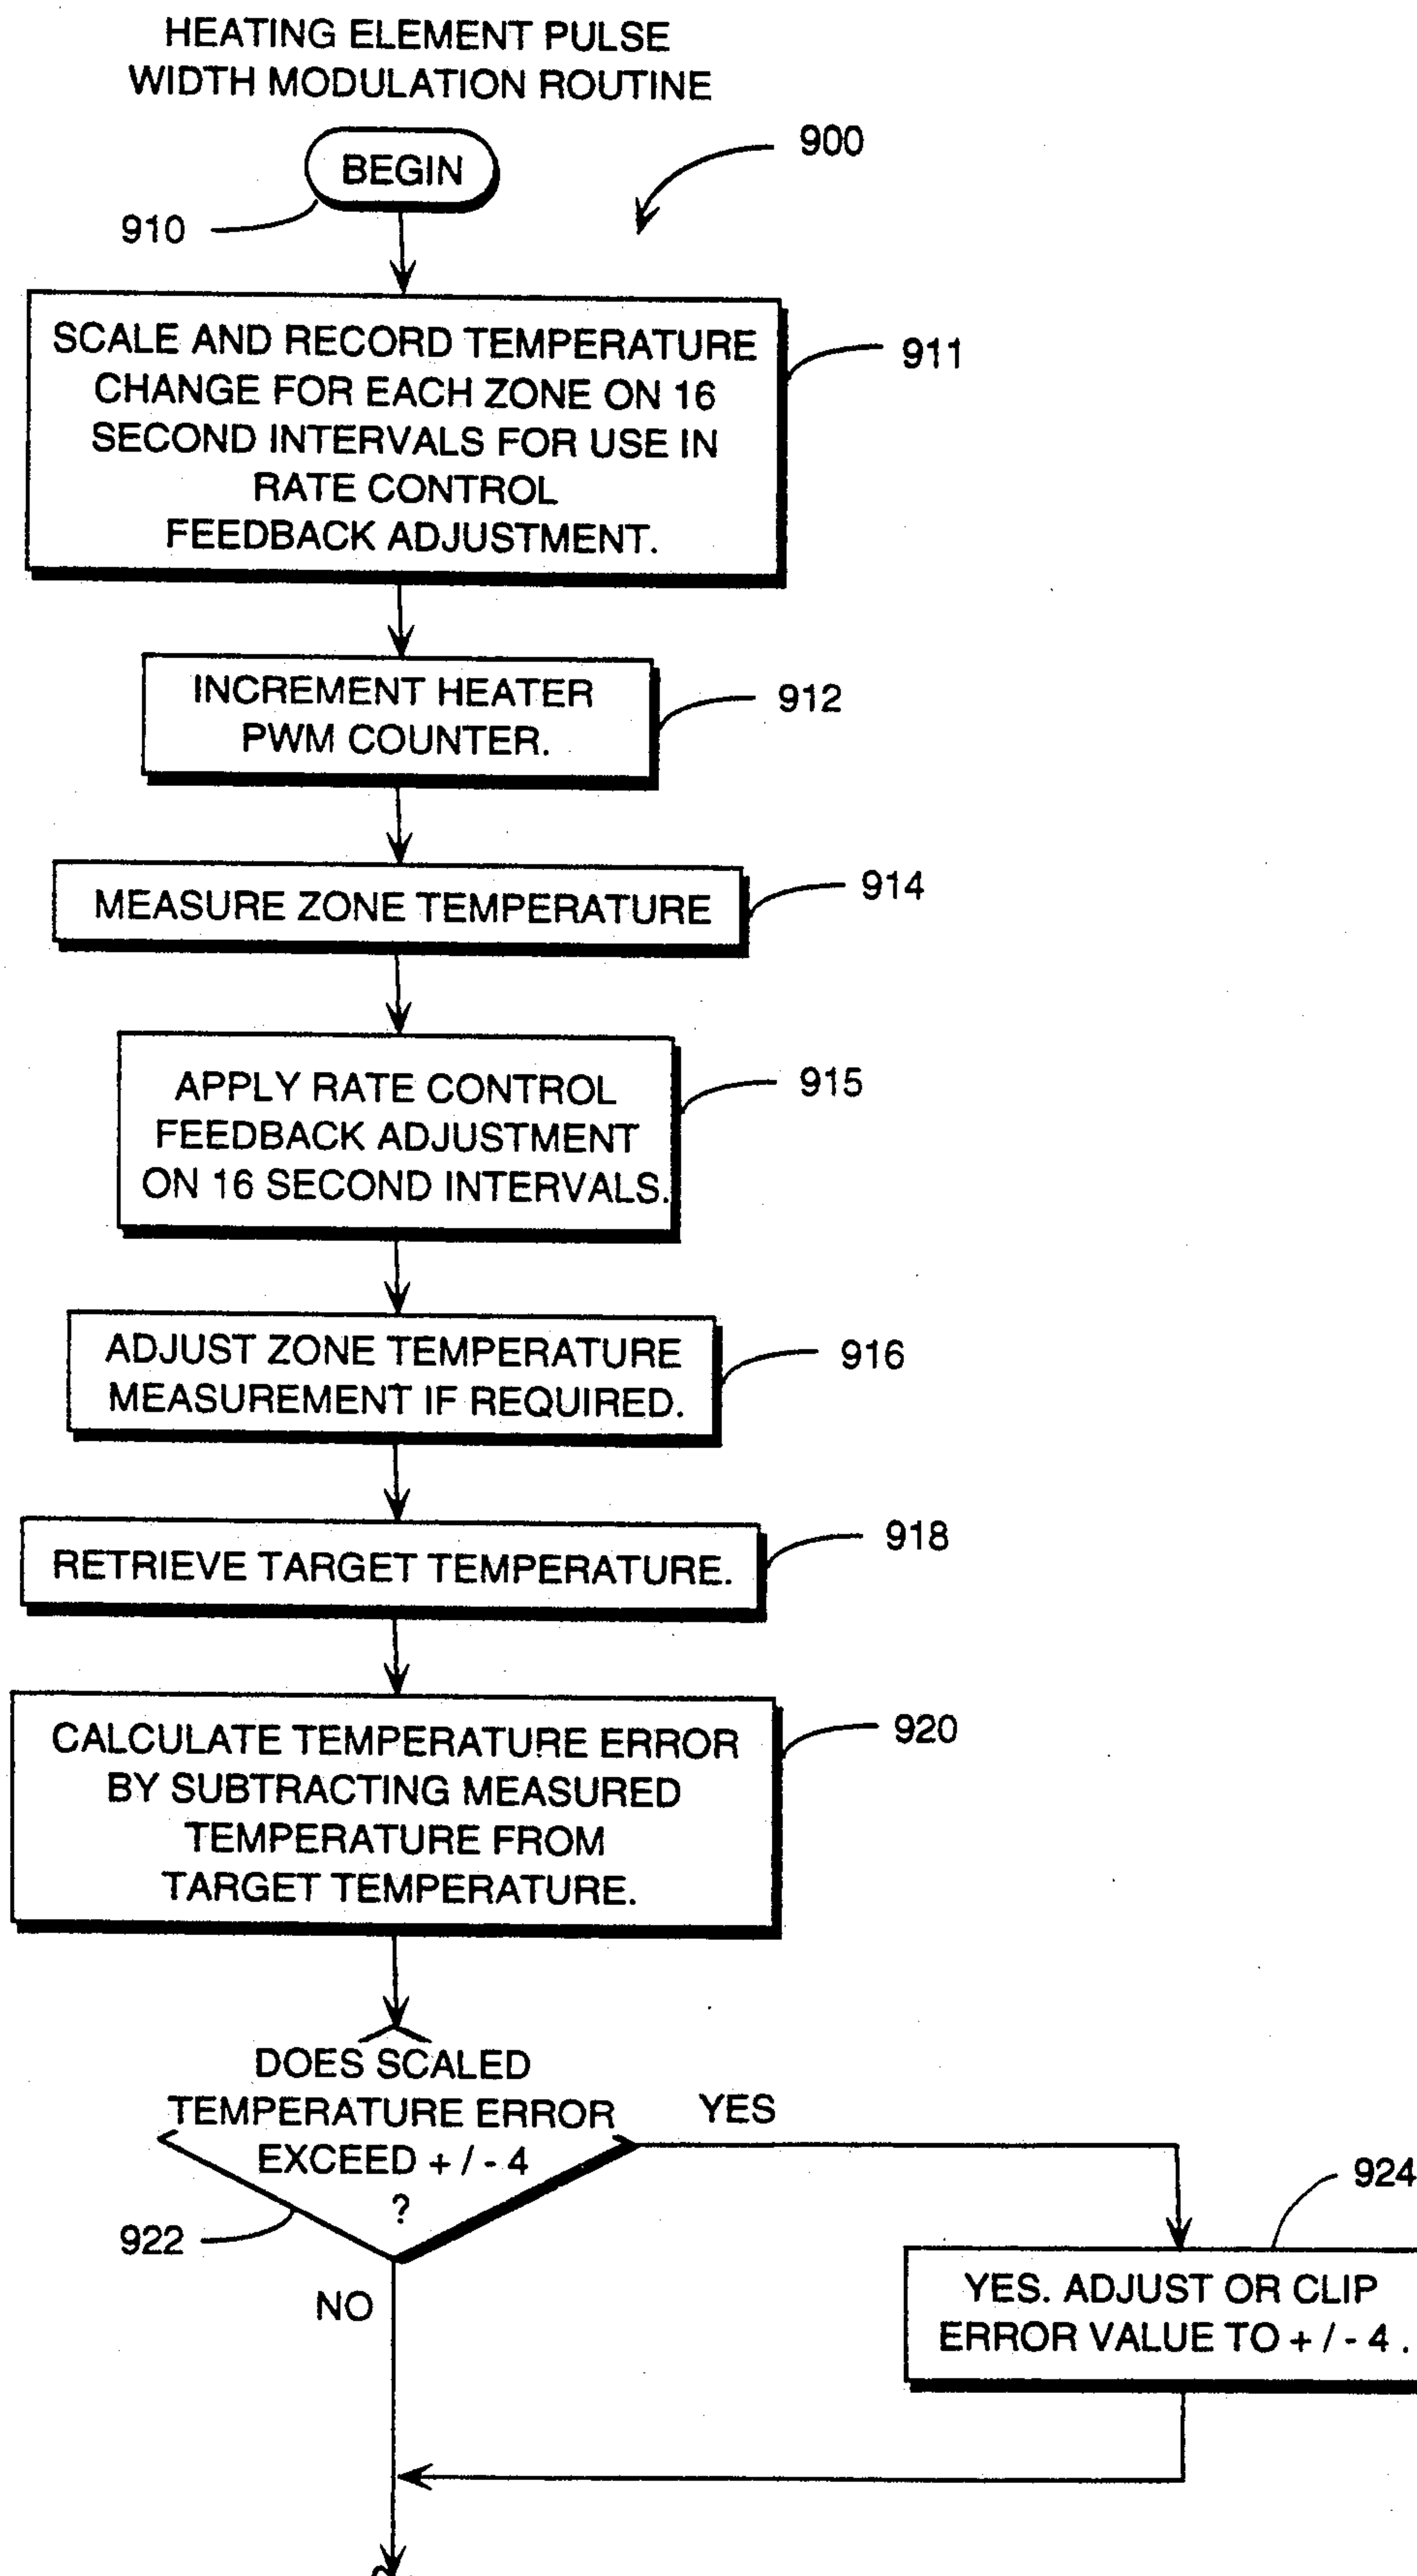 HEATING ELEMENT PULSE
WIDTH MODULATION ROUTINE
BEGIN
900
910
SCALE AND RECORD TEMPERATURE
CHANGE FOR EACH ZONE ON 16
SECOND INTERVALS FOR USE IN
RATE CONTROL
FEEDBACK ADJUSTMENT.
911
INCREMENT HEATER
PWM COUNTER.
912
MEASURE ZONE TEMPERATURE
914
APPLY RATE CONTROL
FEEDBACK ADJUSTMENT
ON 16 SECOND INTERVALS.
915
ADJUST ZONE TEMPERATURE
MEASUREMENT IF REQUIRED.
916
RETRIEVE TARGET TEMPERATURE.
918
CALCULATE TEMPERATURE ERROR
BY SUBTRACTING MEASURED
TEMPERATURE FROM
TARGET TEMPERATURE.
920
DOES SCALED
TEMPERATURE ERROR
EXCEED + / - 4
?
922
YES
NO
924
YES. ADJUST OR CLIP
ERROR VALUE TO + / - 4 .